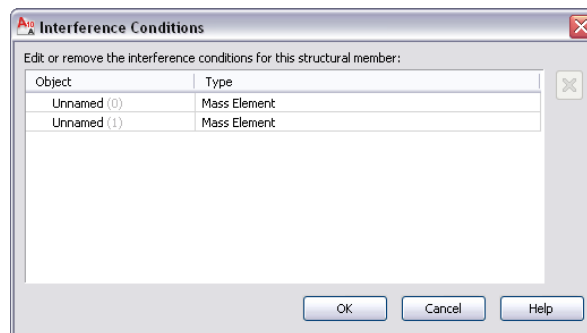 Interference Conditions
Edit or remove the interference conditions for this structural member:
Object Type
Unnamed (0) Mass Element
Unnamed (1) Mass Element
OK Cancel Help